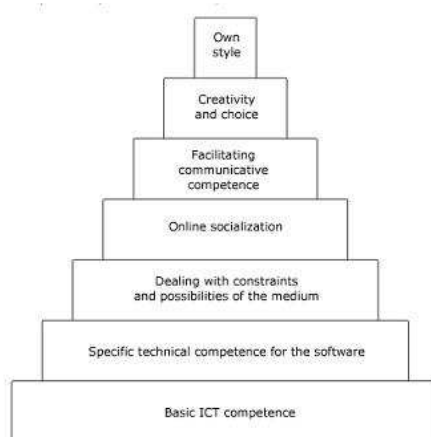 Own
style
Creativity
and choice
Facilitating
communicative
competence
Online socialization
Dealing with constraints
and possibilities of the medium
Specific technical competence for the software
Basic ICT competence